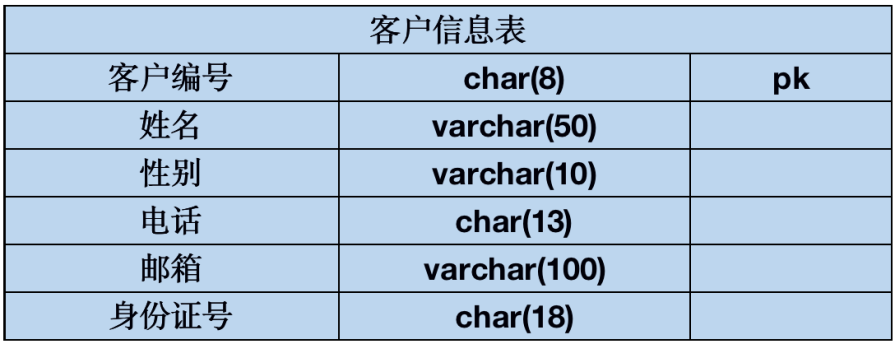 客户信息表
客户编号 char(8) pk
姓名 varchar(50)
性别 varchar(10)
电话 char(13)
邮箱 varchar(100)
身份证号 char(18)